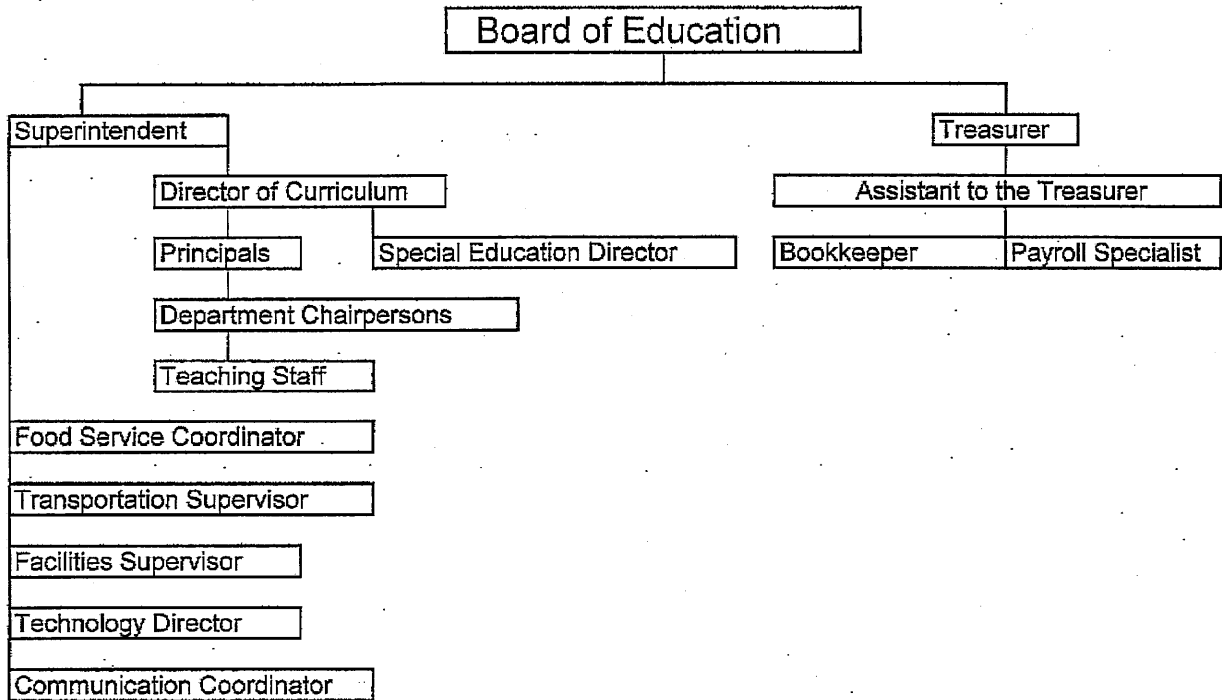 Board of Education
Superintendent
Treasurer
Director of Curriculum
Assistant to the Treasurer
Principals
Special Education Director
Bookkeeper
Payroll Specialist
Department Chairpersons
Teaching Staff
Food Service Coordinator
Transportation Supervisor
Facilities Supervisor
Technology Director
Communication Coordinator